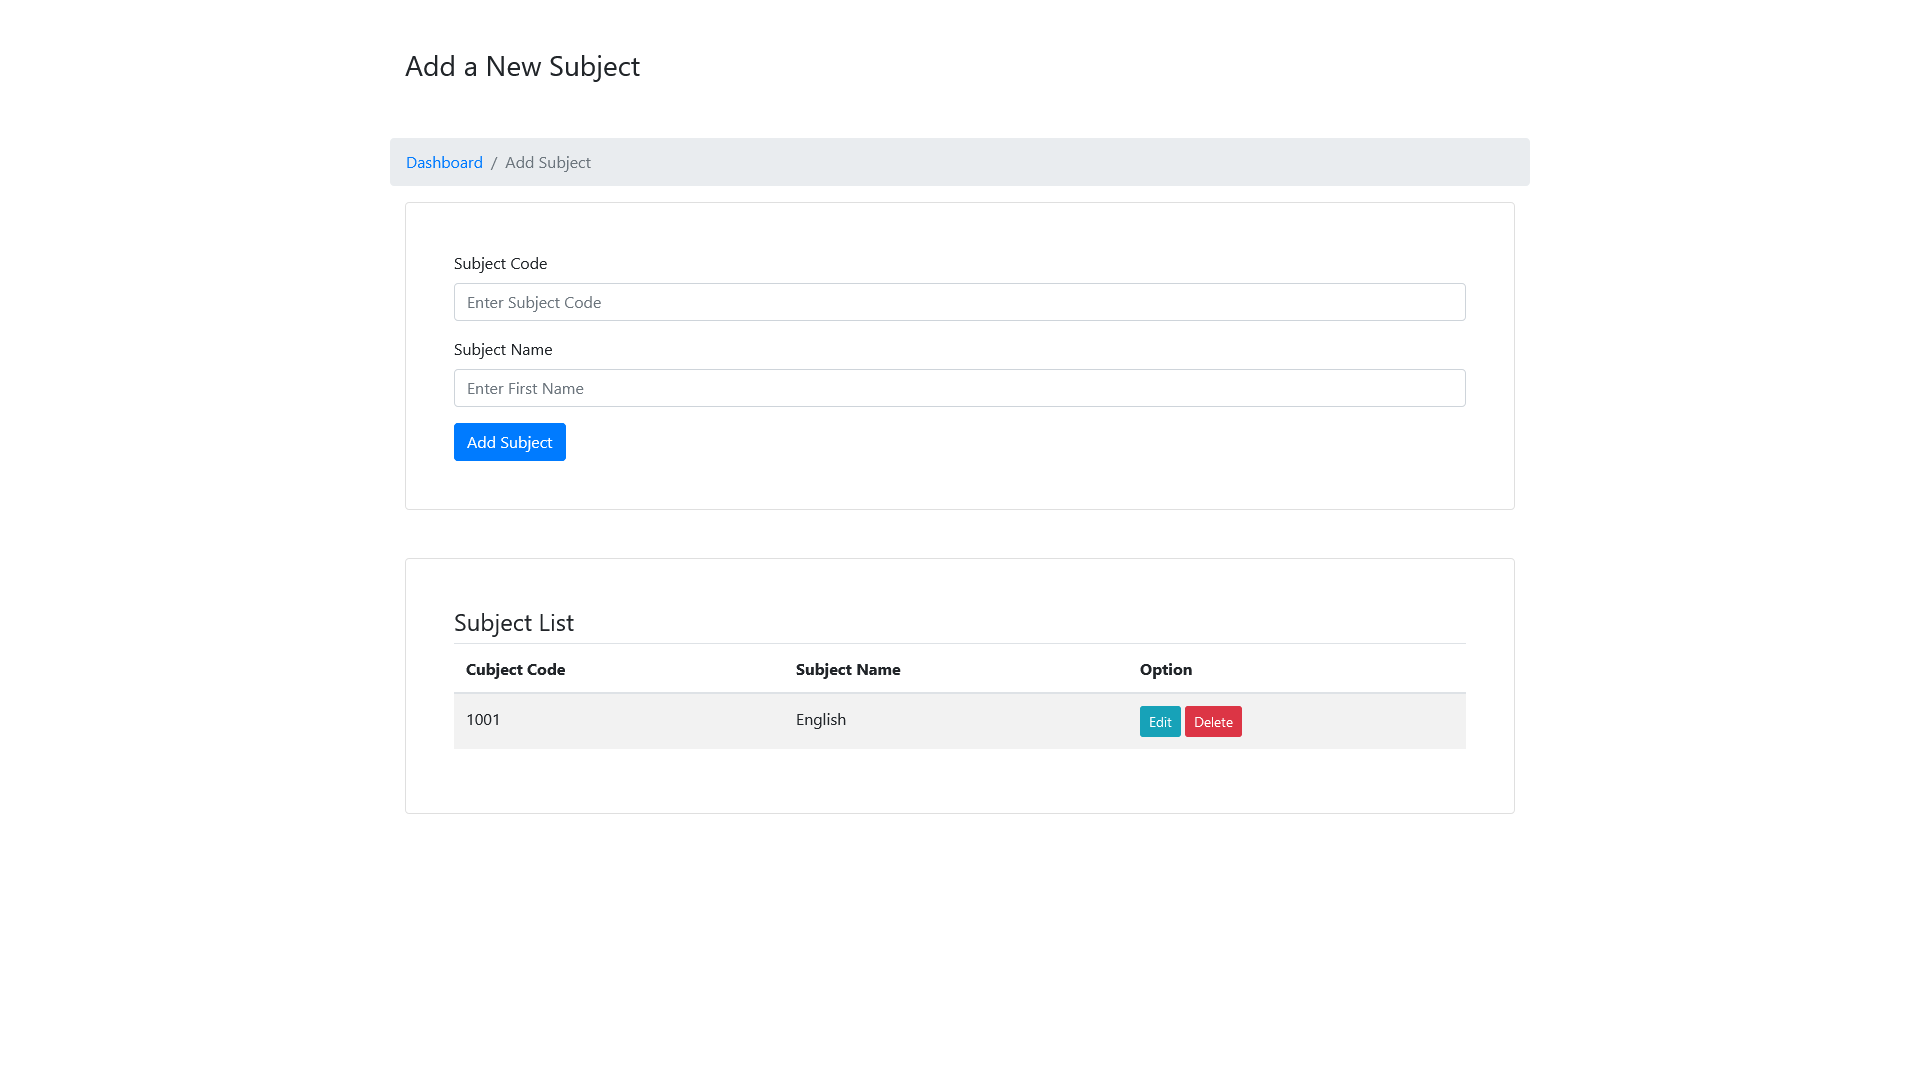 Add a New Subject
Dashboard / Add Subject
Subject Code
Enter Subject Code
Subject Name
Enter First Name
Add Subject
Subject List
Cubject Code Subject Name Option
1001 English Edit Delete